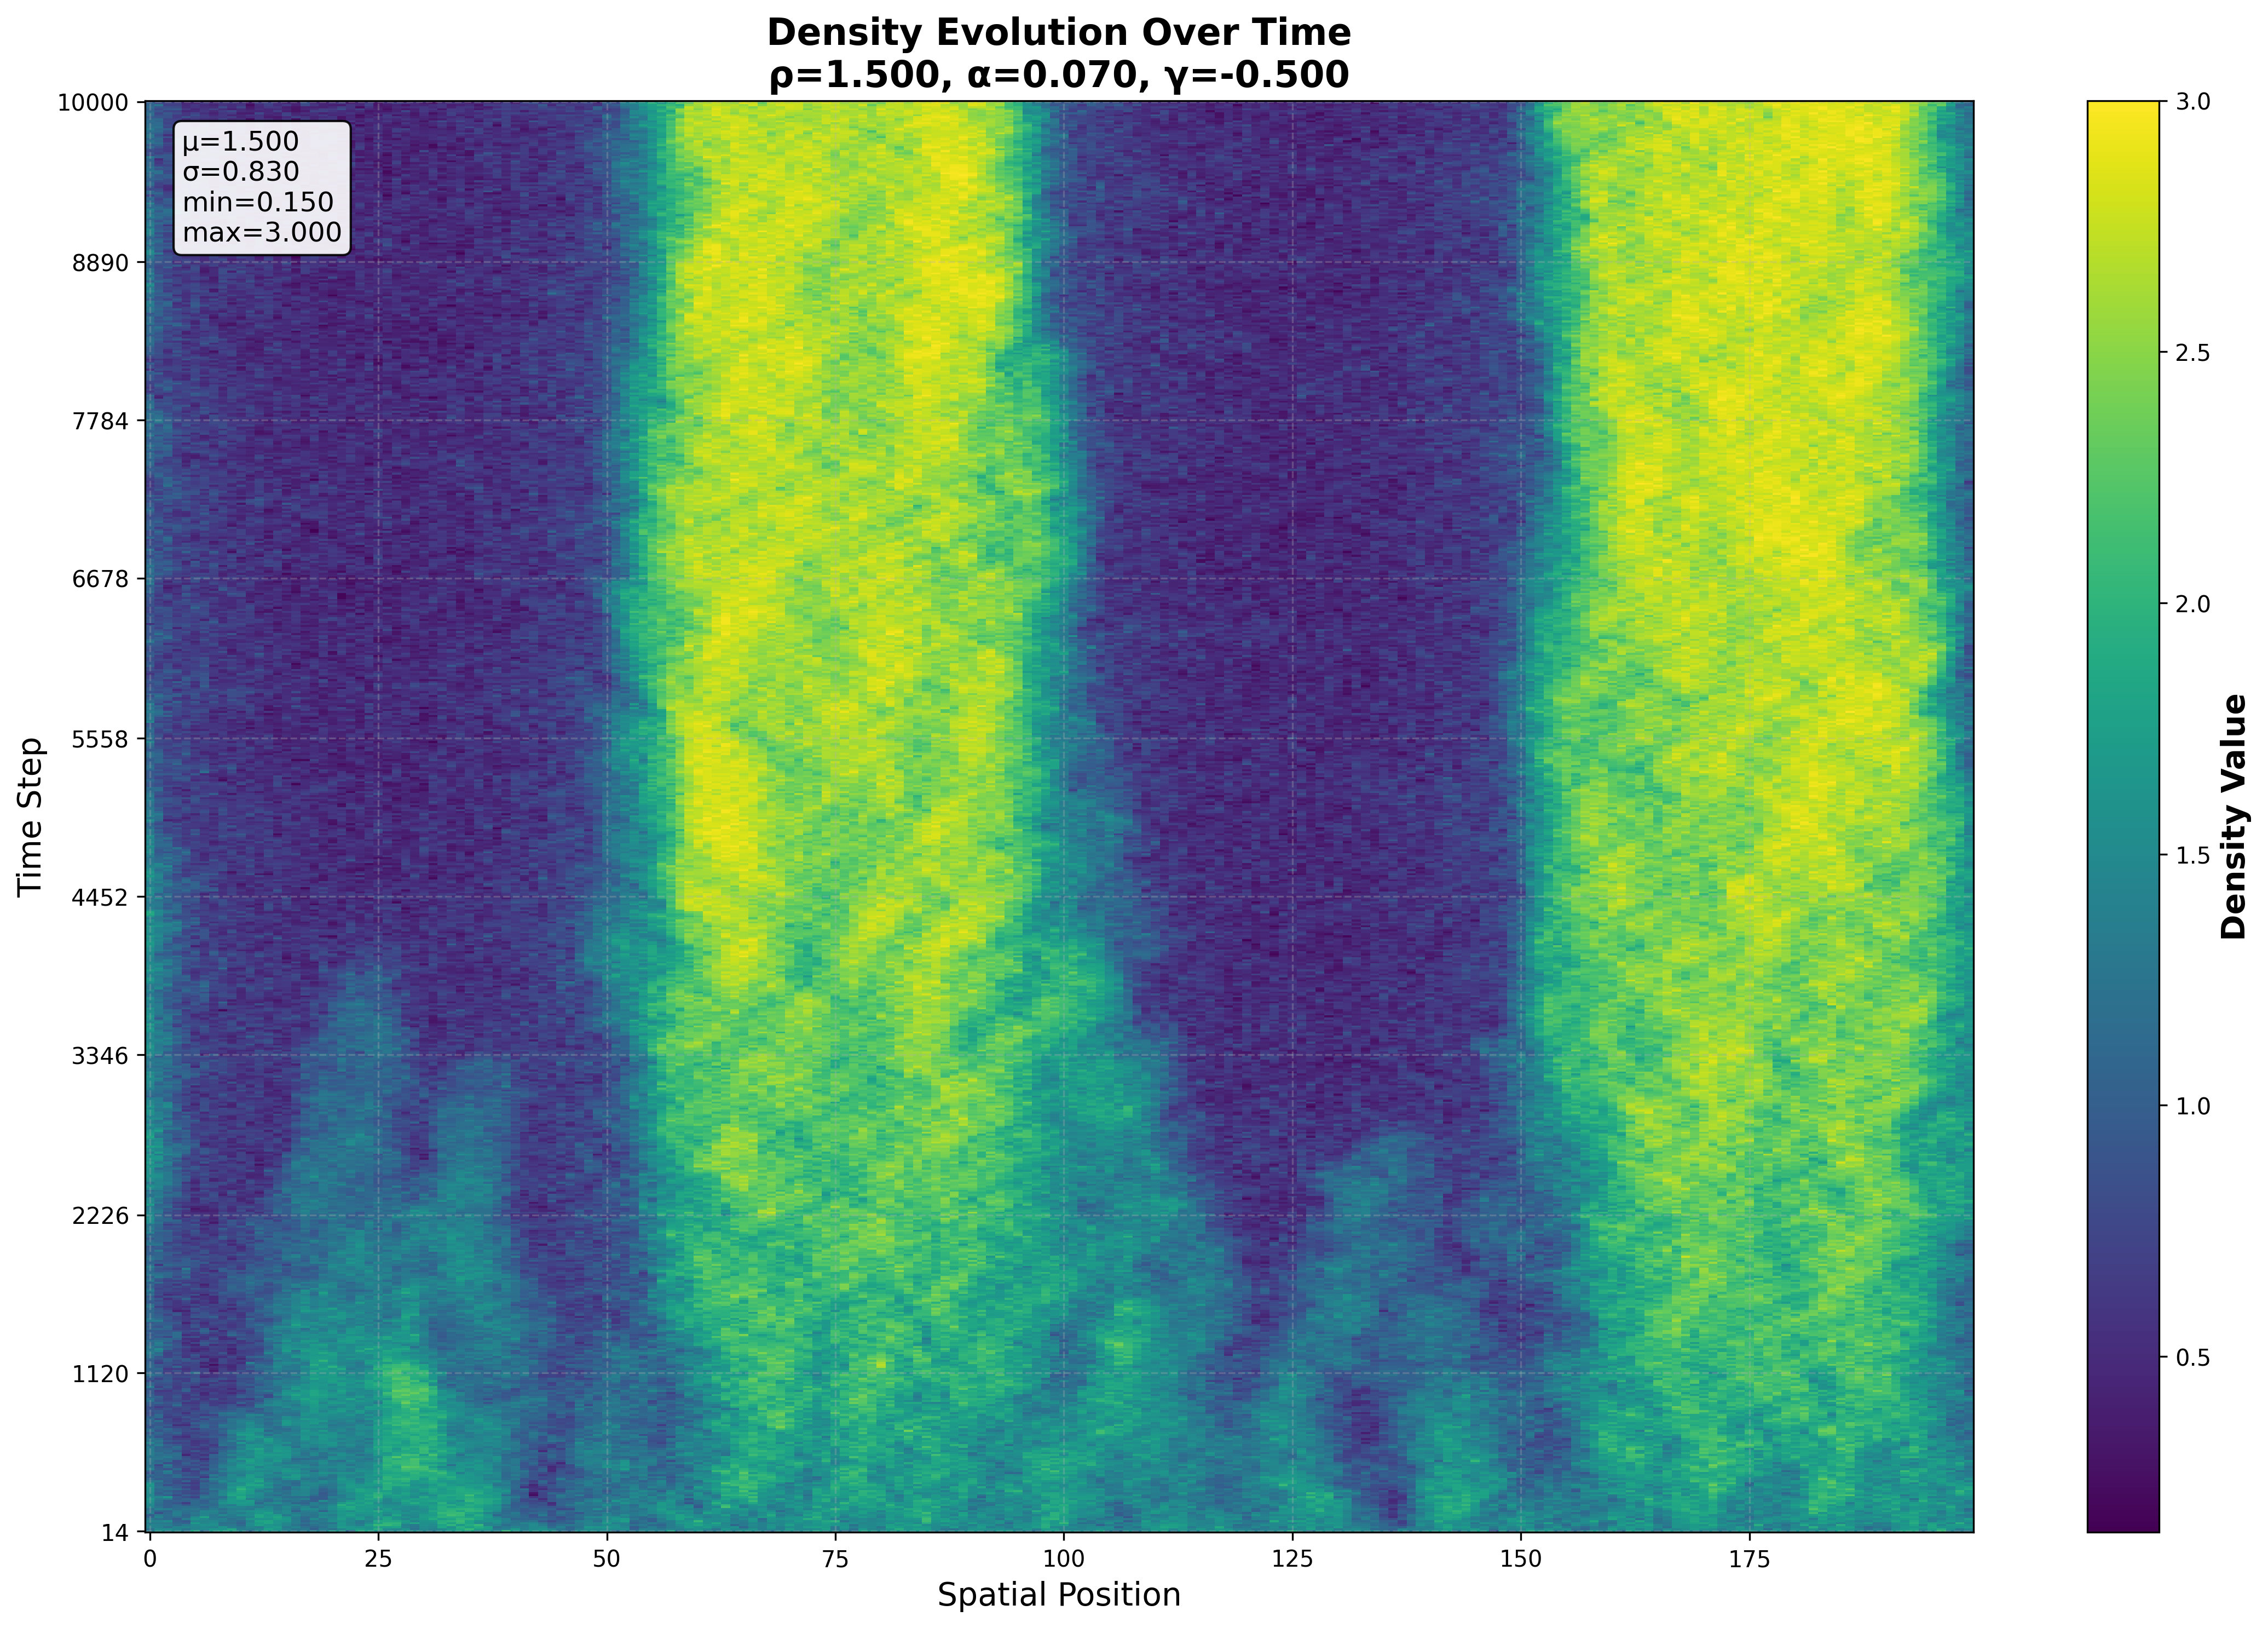 Density Evolution Over Time
ρ=1.500, α=0.070, γ=-0.500
μ=1.500
σ=0.830
min=0.150
max=3.000
10000
8890
7784
6678
5558
4452
3346
2226
1120
14
Time Step
0
25
50
75
100
125
150
175
Spatial Position
3.0
2.5
2.0
1.5
1.0
0.5
Density Value